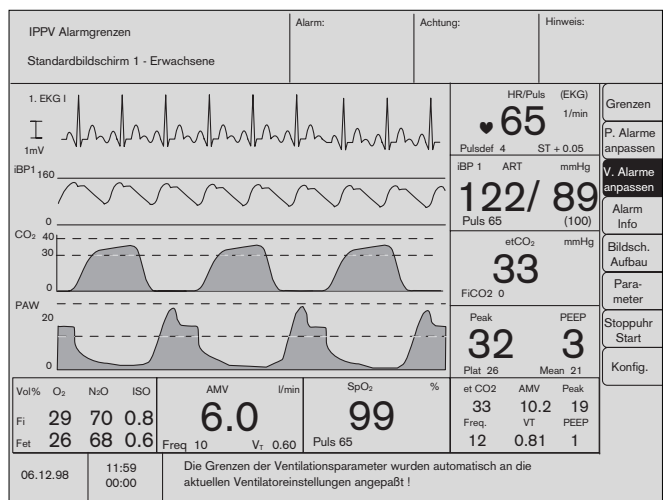 IPPV Alarmgrenzen
Standardbildschirm 1 - Erwachsene
Alarm:
Achtung:
Hinweis:
1. EKG I
1mV
iBP1 160
0
CO₂ 40
30
0
PAW
20
0
HR/Puls (EKG)
65 1/min
Pulsdef 4 ST + 0.05
iBP 1 ART mmHg
122/ 89
Puls 65 (100)
etCO₂ mmHg
33
FiCO2 0
Peak PEEP
32 3
Plat 26 Mean 21
Grenzen
P. Alarme
anpassen
V. Alarme
anpassen
Alarm
Info
Bildsch.
Aufbau
Para-
meter
Stoppuhr
Start
Konfig.
Vol% O₂ N₂O ISO
Fi 29 70 0.8
Fet 26 68 0.6
AMV l/min
6.0
Freq 10 V_T 0.60
SpO₂ %
99
Puls 65
et CO2 AMV Peak
33 10.2 19
Freq. VT PEEP
12 0.81 1
06.12.98
11:59
00:00
Die Grenzen der Ventilationsparameter wurden automatisch an die
aktuellen Ventilatoreinstellungen angepaßt !